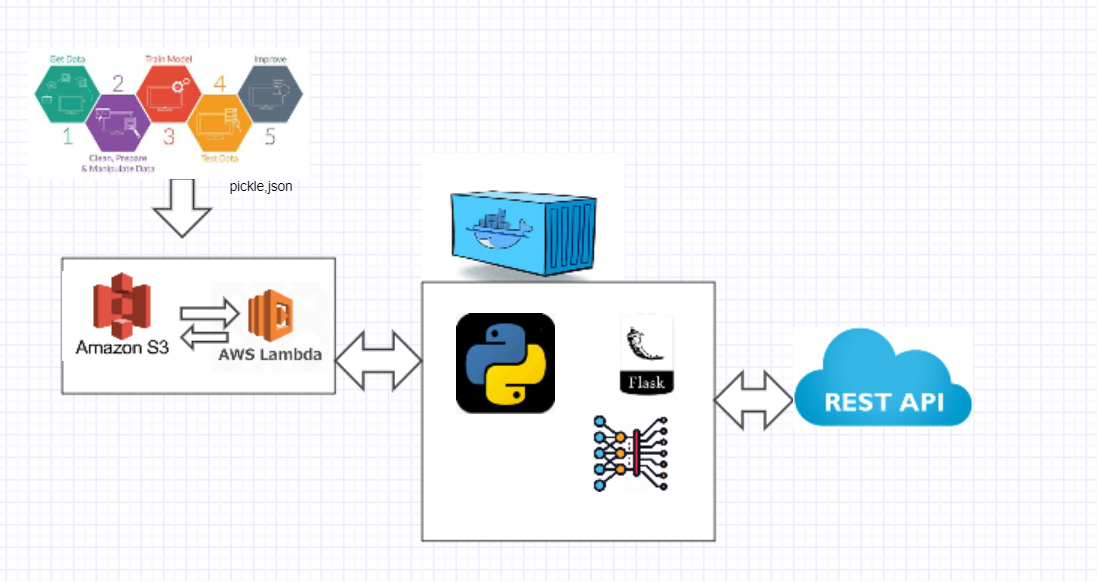 Get Data
Train Model
Improve
2
4
1
3
5
Clean, Prepare
& Manipulate Data
Test Data
pickle,json
Amazon S3
AWS Lambda
Flask
REST API